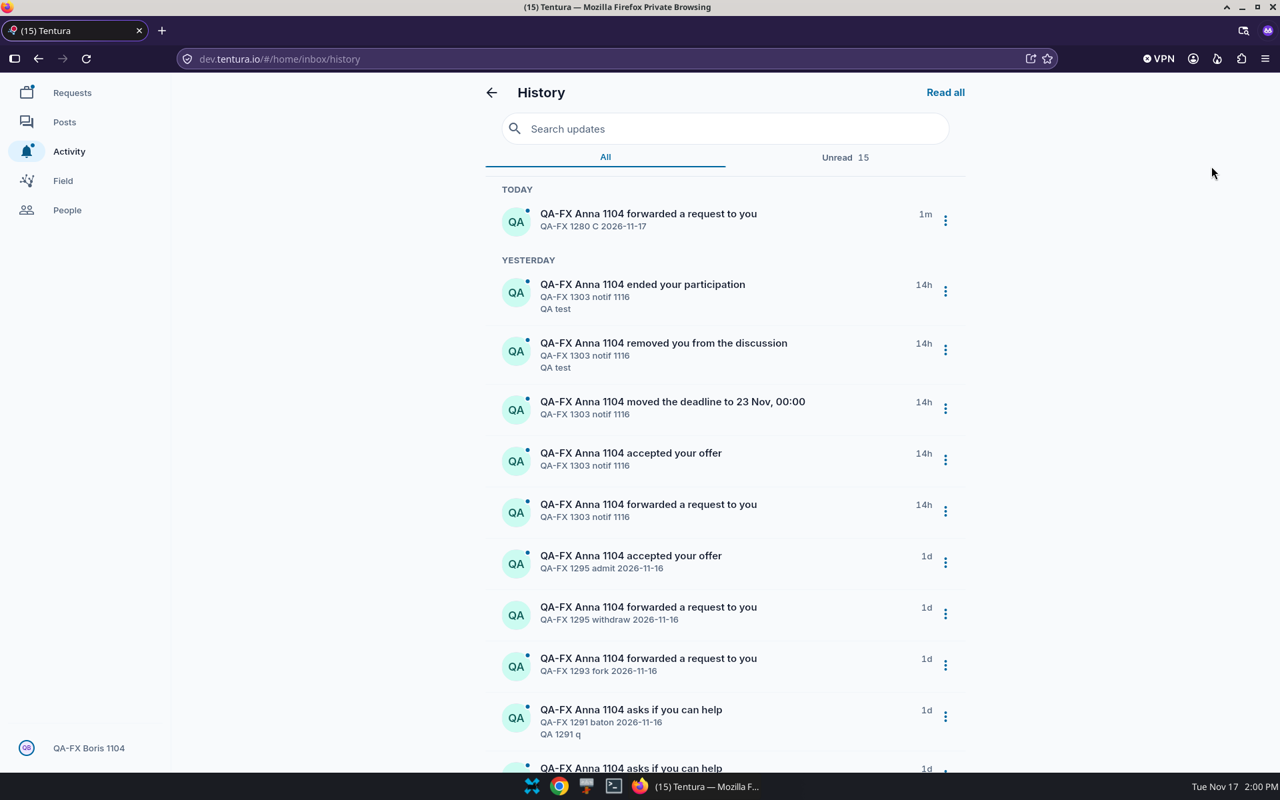 (15) Tentura — Mozilla Firefox Private Browsing
(15) Tentura
dev.tentura.io/#/home/inbox/history
VPN
Requests
Posts
Activity
Field
People
QB
QA-FX Boris 1104
History
Read all
Search updates
All
Unread 15
TODAY
QA
QA-FX Anna 1104 forwarded a request to you
1m
QA-FX 1280 C 2026-11-17
YESTERDAY
QA
QA-FX Anna 1104 ended your participation
14h
QA-FX 1303 notif 1116
QA test
QA
QA-FX Anna 1104 removed you from the discussion
14h
QA-FX 1303 notif 1116
QA test
QA
QA-FX Anna 1104 moved the deadline to 23 Nov, 00:00
14h
QA-FX 1303 notif 1116
QA
QA-FX Anna 1104 accepted your offer
14h
QA-FX 1303 notif 1116
QA
QA-FX Anna 1104 forwarded a request to you
14h
QA-FX 1303 notif 1116
QA
QA-FX Anna 1104 accepted your offer
1d
QA-FX 1295 admit 2026-11-16
QA
QA-FX Anna 1104 forwarded a request to you
1d
QA-FX 1295 withdraw 2026-11-16
QA
QA-FX Anna 1104 forwarded a request to you
1d
QA-FX 1293 fork 2026-11-16
QA
QA-FX Anna 1104 asks if you can help
1d
QA-FX 1291 baton 2026-11-16
QA 1291 q
QA-FX Anna 1104 asks if you can help
1d
(15) Tentura — Mozilla F...
Tue Nov 17 2:00 PM